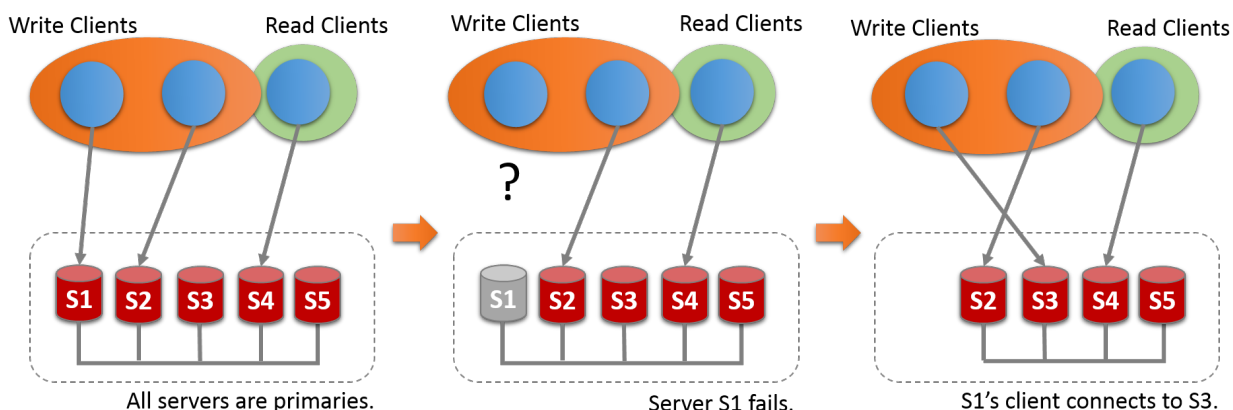 Write Clients
Read Clients
S1
S2
S3
S4
S5
All servers are primaries.
Write Clients
Read Clients
?
S1
S2
S3
S4
S5
Server S1 fails.
Write Clients
Read Clients
S2
S3
S4
S5
S1's client connects to S3.